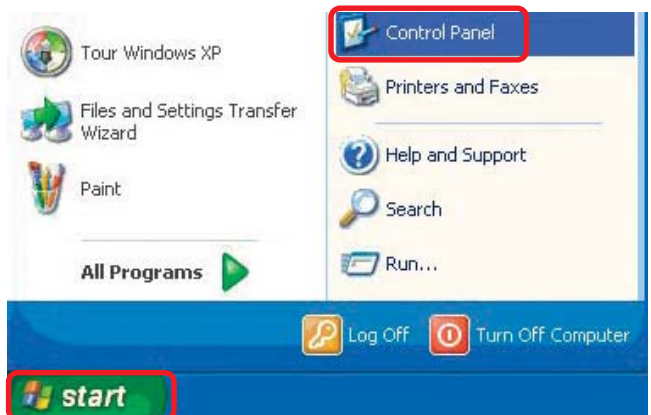 Tour Windows XP
Files and Settings Transfer
Wizard
Paint
All Programs
Control Panel
Printers and Faxes
Help and Support
Search
Run...
Log Off
Turn Off Computer
start